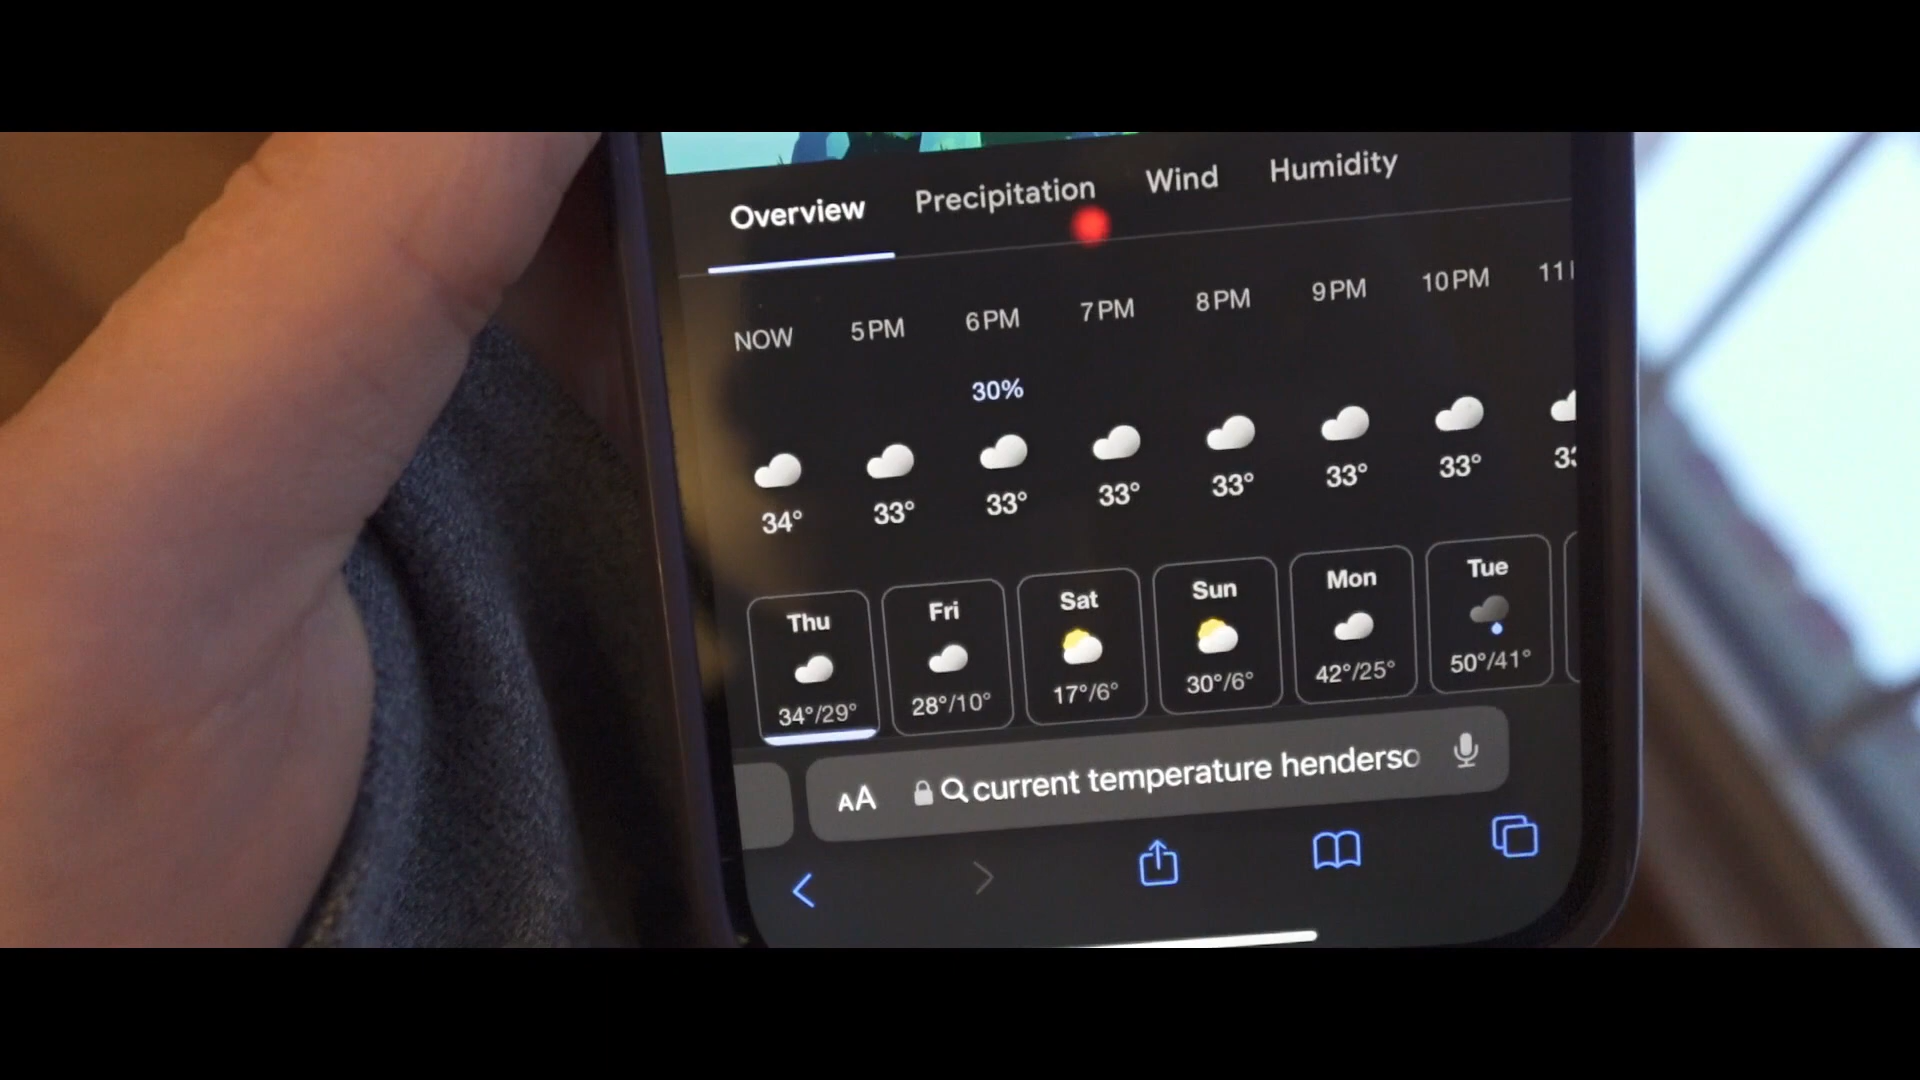 Overview Precipitation Wind Humidity
NOW 5 PM 6 PM 7 PM 8 PM 9 PM 10 PM 11
30%
34° 33° 33° 33° 33° 33° 33°
Thu Fri Sat Sun Mon Tue
34°/29° 28°/10° 17°/6° 30°/6° 42°/25° 50°/41°
AA current temperature henderso